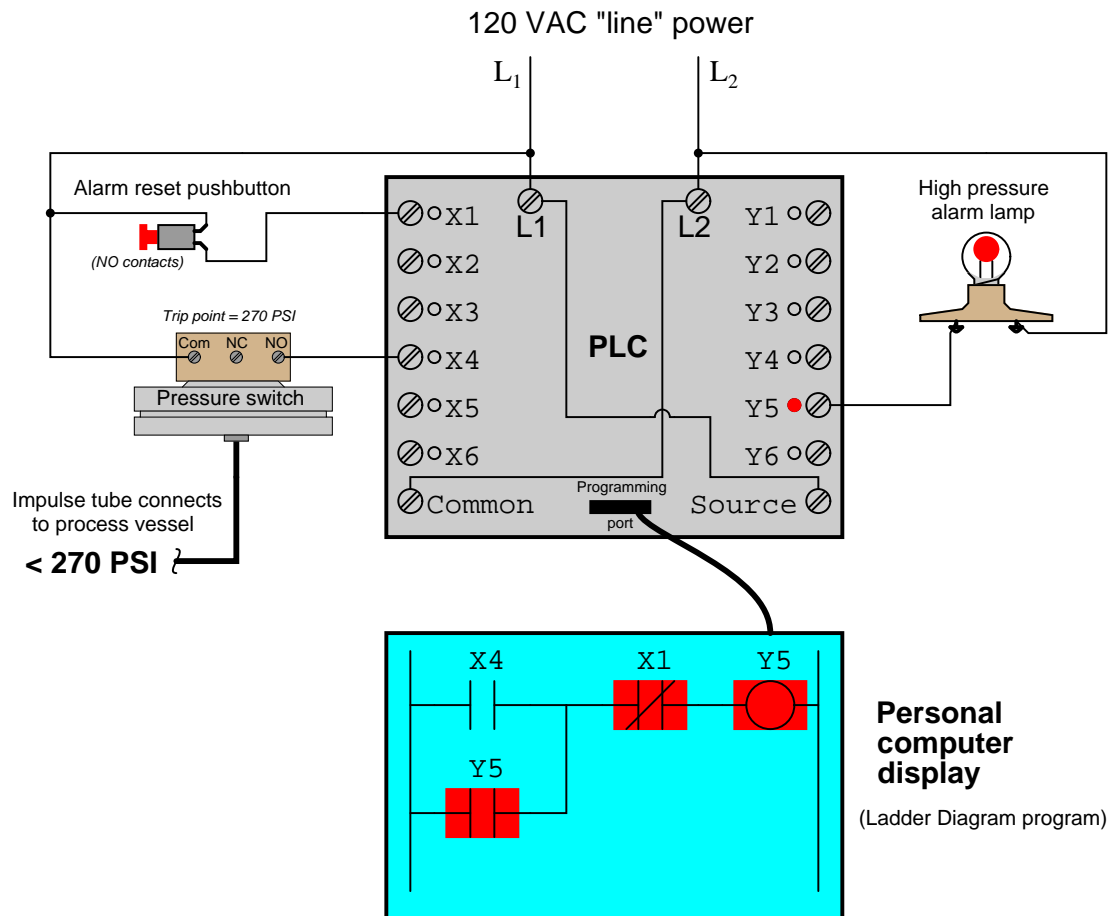 120 VAC "line" power
L1
L2
Alarm reset pushbutton
(NO contacts)
Trip point = 270 PSI
Com NC NO
Pressure switch
Impulse tube connects
to process vessel
< 270 PSI
X1
X2
X3
X4
X5
X6
Common
L1
L2
PLC
Programming
port
Y1
Y2
Y3
Y4
Y5
Y6
Source
High pressure
alarm lamp
X4
X1
Y5
Y5
Personal
computer
display
(Ladder Diagram program)